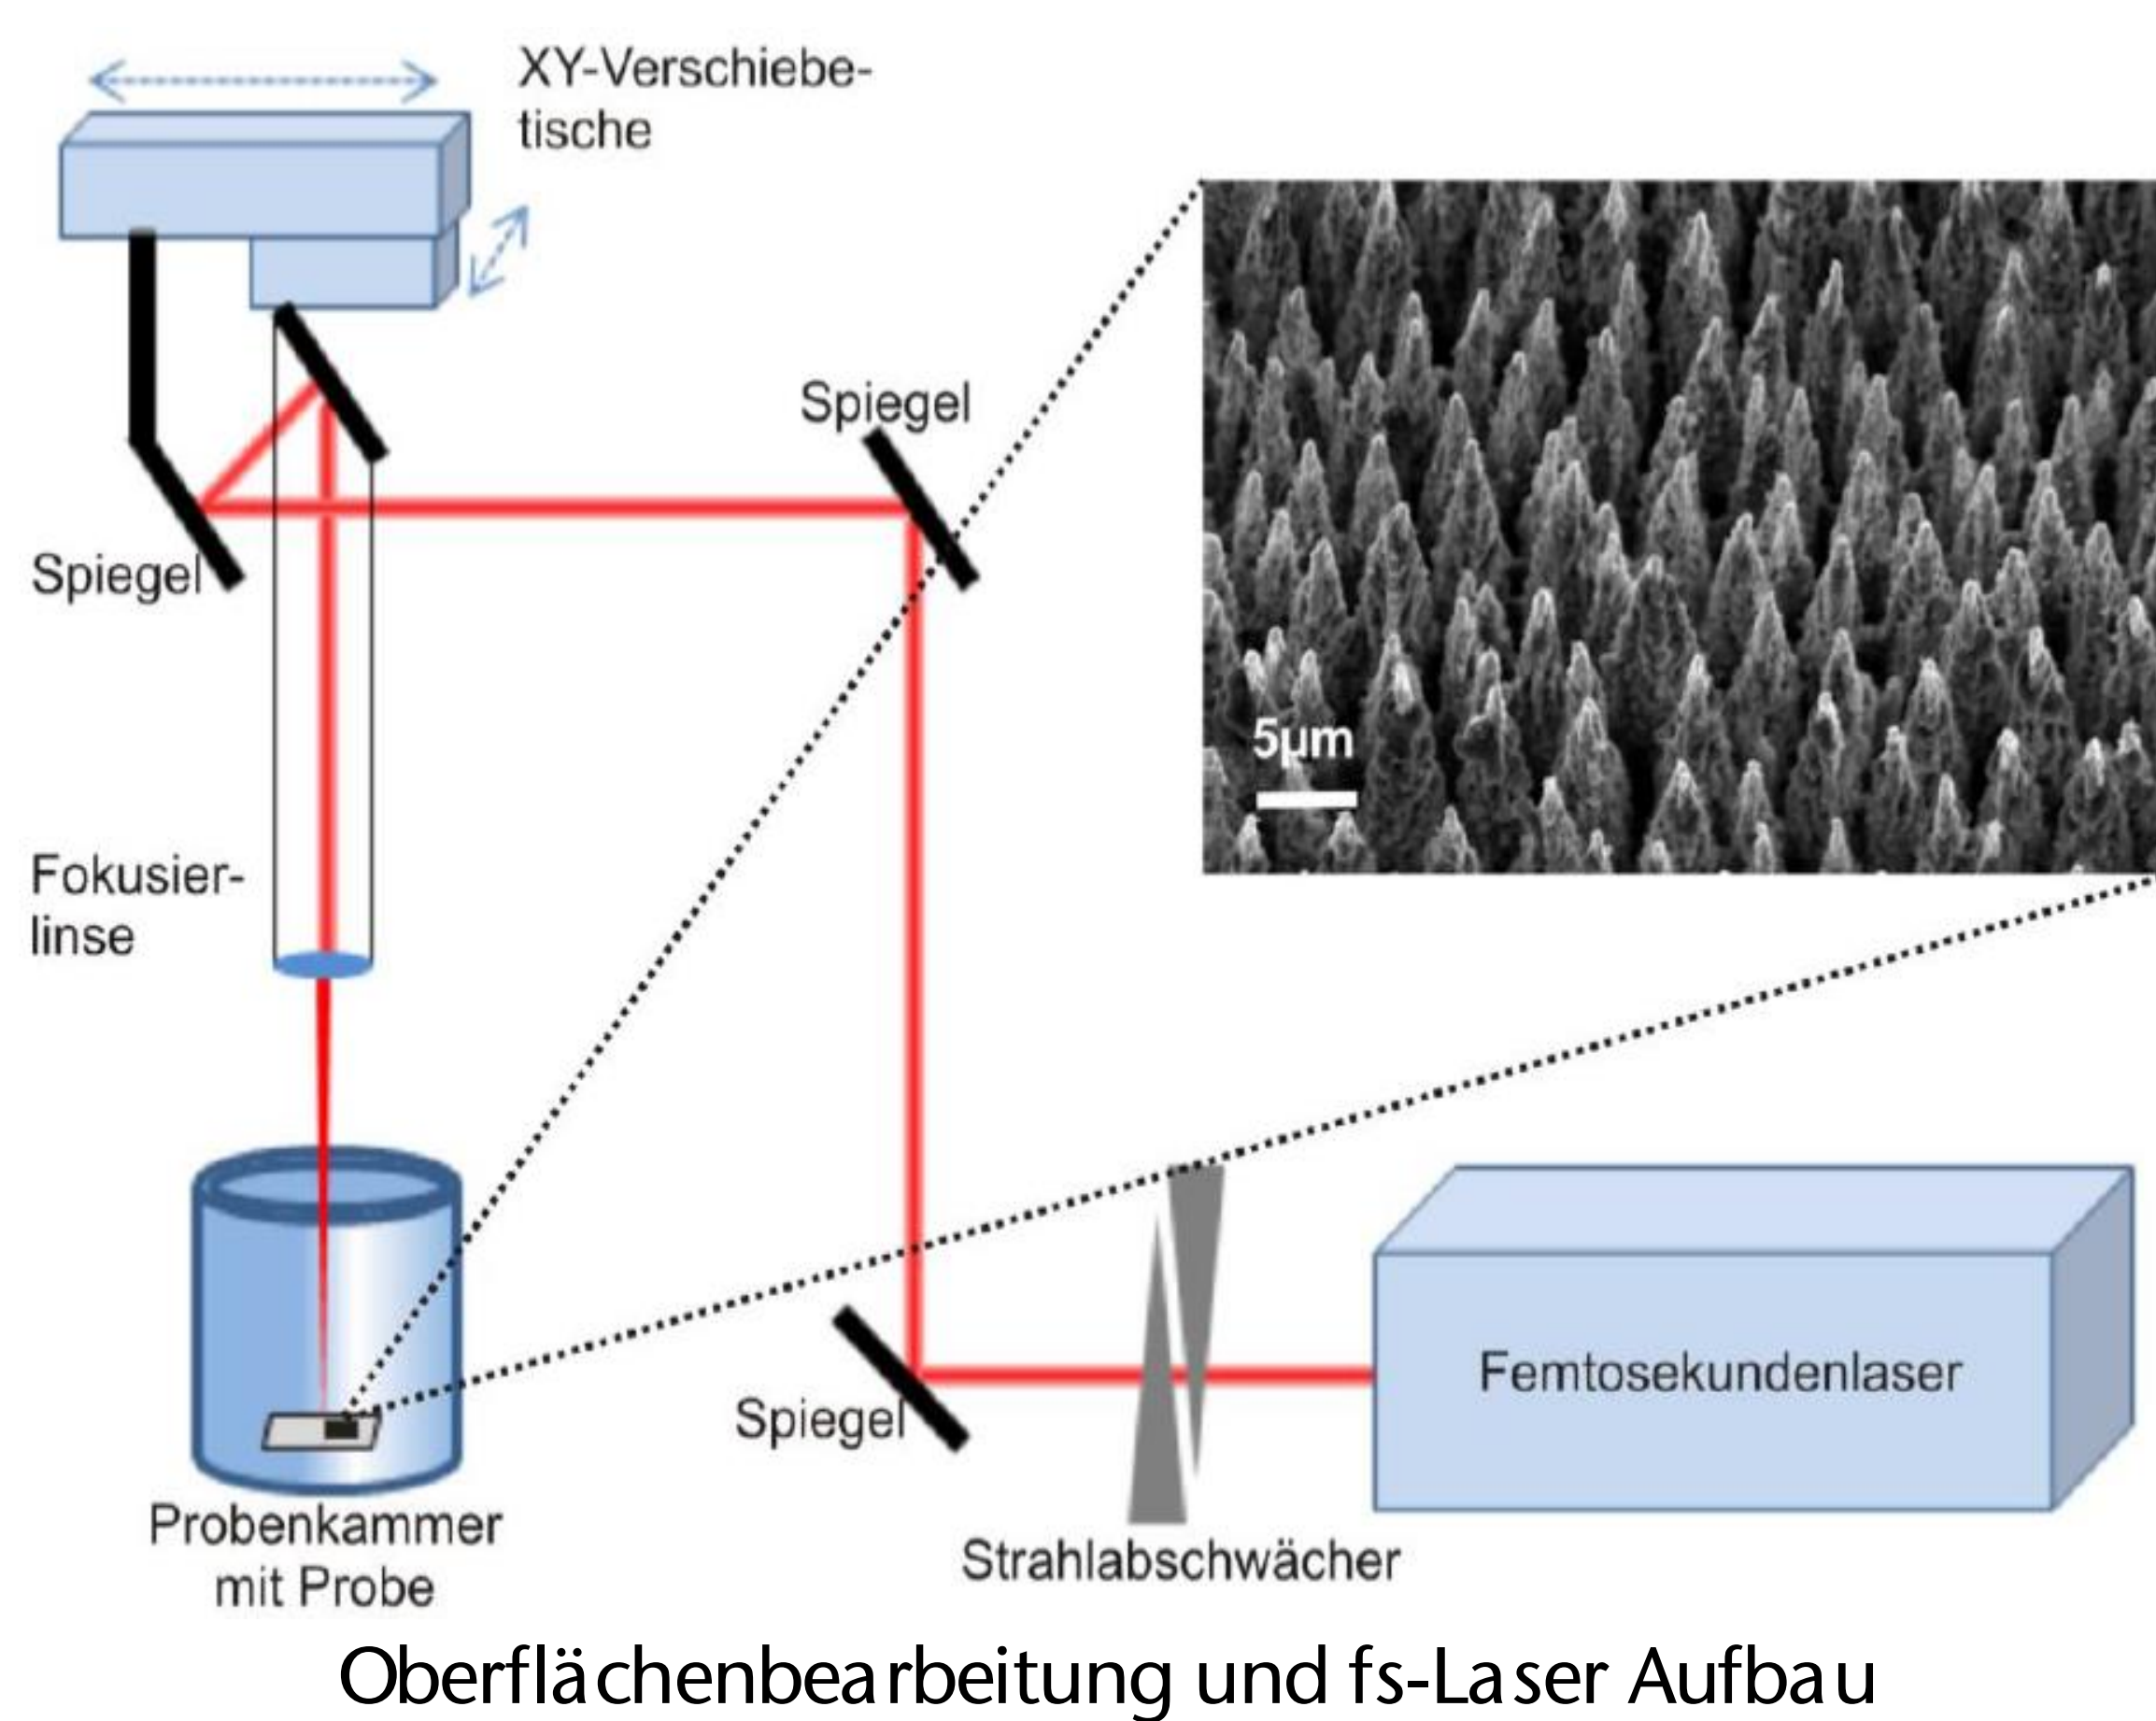 XY-Verschiebe-
tische
Spiegel
Spiegel
5µm
Fokusier-
linse
Femtosekundenlaser
Spiegel
Probenkammer
mit Probe
Strahlabschwächer
Oberflächenbearbeitung und fs-Laser Aufbau